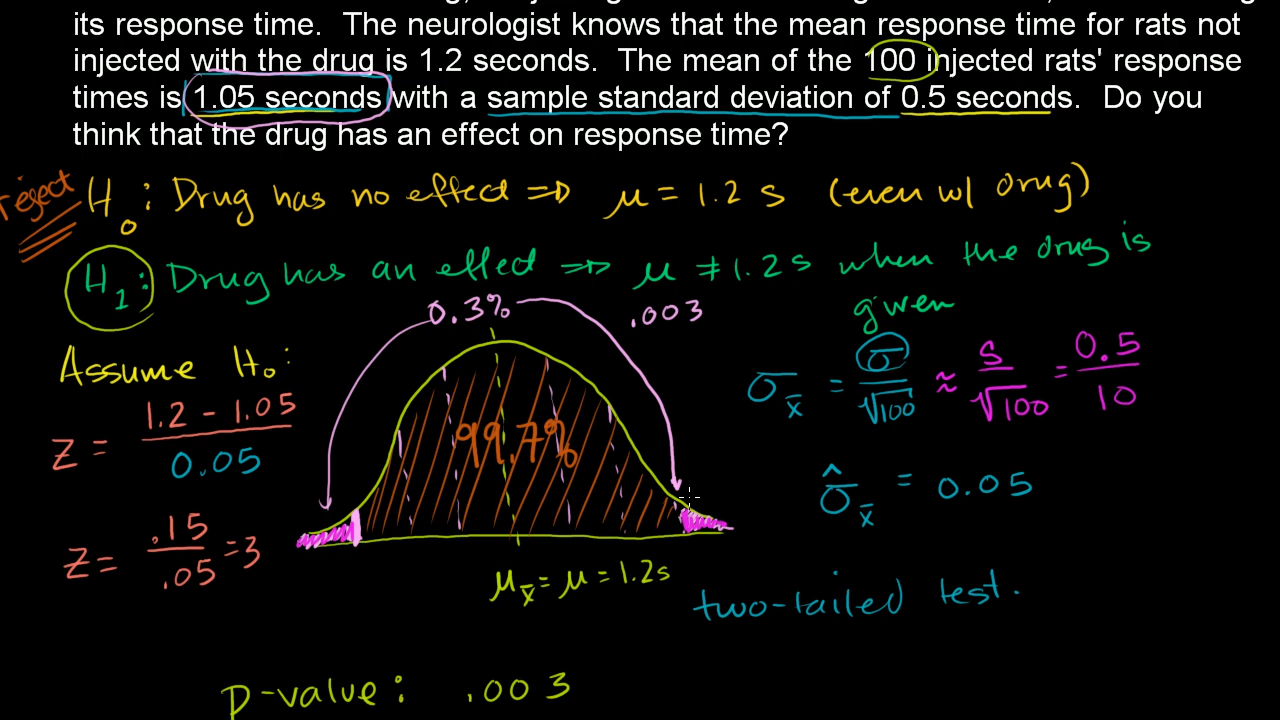 its response time. The neurologist knows that the mean response time for rats not
injected with the drug is 1.2 seconds. The mean of the 100 injected rats' response
times is 1.05 seconds with a sample standard deviation of 0.5 seconds. Do you
think that the drug has an effect on response time?
reject H₀: Drug has no effect ⇒ μ = 1.2 s (even w/ drug)
H₁: Drug has an effect ⇒ μ ≠ 1.2 s when the drug is
given
0.3% .003
Assume H₀:
Z = (1.2 - 1.05)/0.05
σ_x̄ = σ/√100 ≈ s/√100 = 0.5/10
99.7%
σ̂_x̄ = 0.05
Z = .15/.05 = 3
μ_x̄ = μ = 1.2s
two-tailed test.
P-value: .003